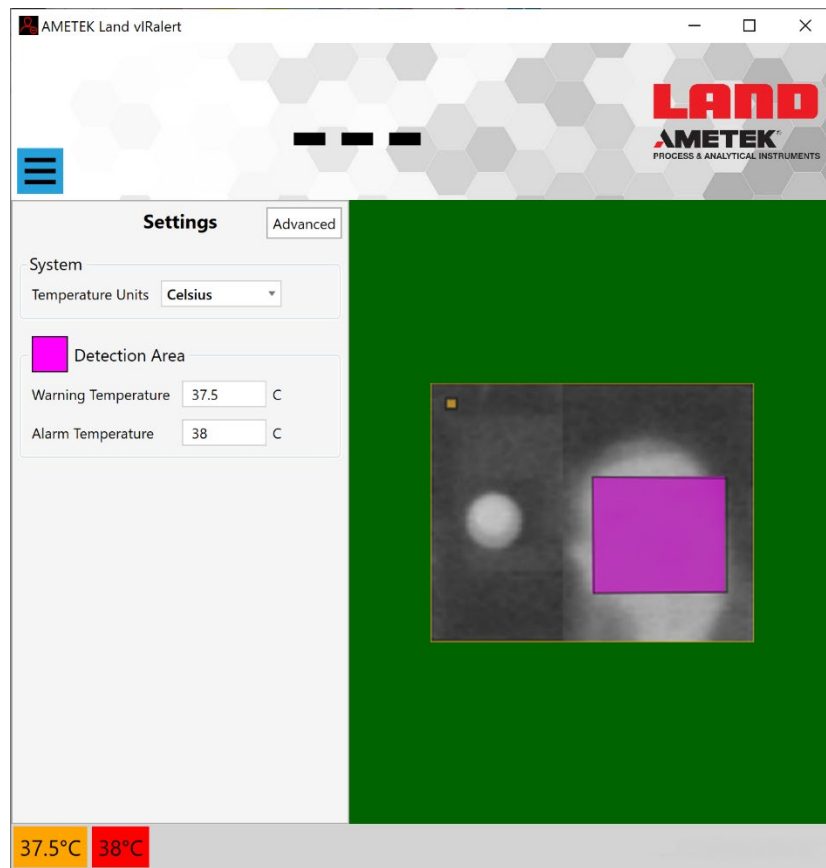 AMETEK Land vIRalert
LAND
AMETEK®
PROCESS & ANALYTICAL INSTRUMENTS
Settings
Advanced
System
Temperature Units Celsius
Detection Area
Warning Temperature 37.5 C
Alarm Temperature 38 C
37.5°C 38°C